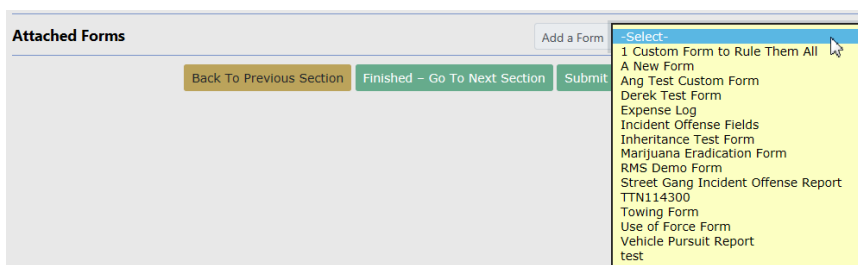 Attached Forms
Add a Form
-Select-
1 Custom Form to Rule Them All
A New Form
Ang Test Custom Form
Derek Test Form
Expense Log
Incident Offense Fields
Inheritance Test Form
Marijuana Eradication Form
RMS Demo Form
Street Gang Incident Offense Report
TTN114300
Towing Form
Use of Force Form
Vehicle Pursuit Report
test
Back To Previous Section
Finished – Go To Next Section
Submit